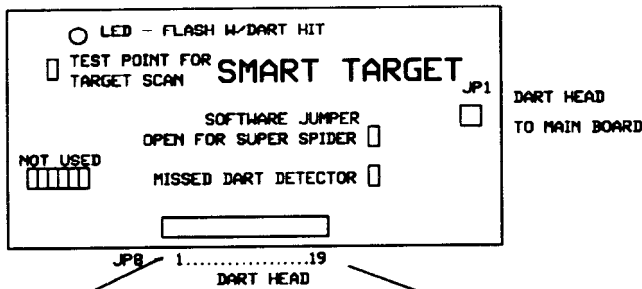 LED - FLASH W/DART HIT
TEST POINT FOR
TARGET SCAN
SMART TARGET
JP1
DART HEAD
TO MAIN BOARD
SOFTWARE JUMPER
OPEN FOR SUPER SPIDER
NOT USED
MISSED DART DETECTOR
JP8 1.................19
DART HEAD